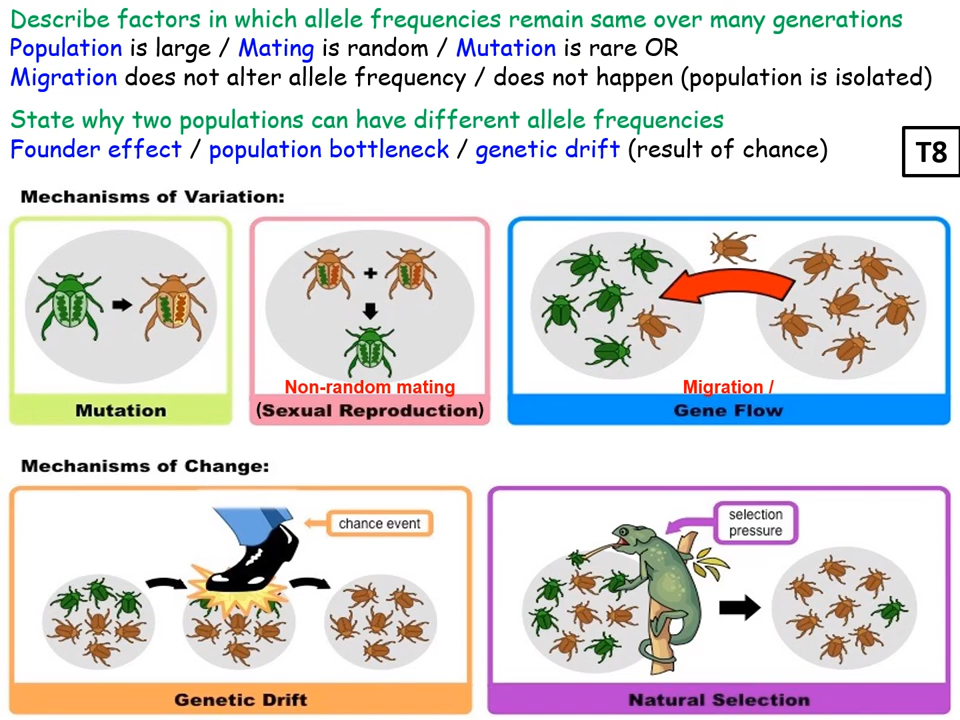 Describe factors in which allele frequencies remain same over many generations
Population is large / Mating is random / Mutation is rare OR
Migration does not alter allele frequency / does not happen (population is isolated)
State why two populations can have different allele frequencies
Founder effect / population bottleneck / genetic drift (result of chance)
T8
Mechanisms of Variation:
Mutation
Non-random mating
(Sexual Reproduction)
Migration /
Gene Flow
Mechanisms of Change:
chance event
Genetic Drift
selection
pressure
Natural Selection